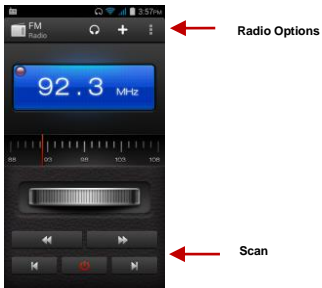 3:57PM
FM
Radio
Radio Options
92.3 MHz
88 93 98 103 108
Scan